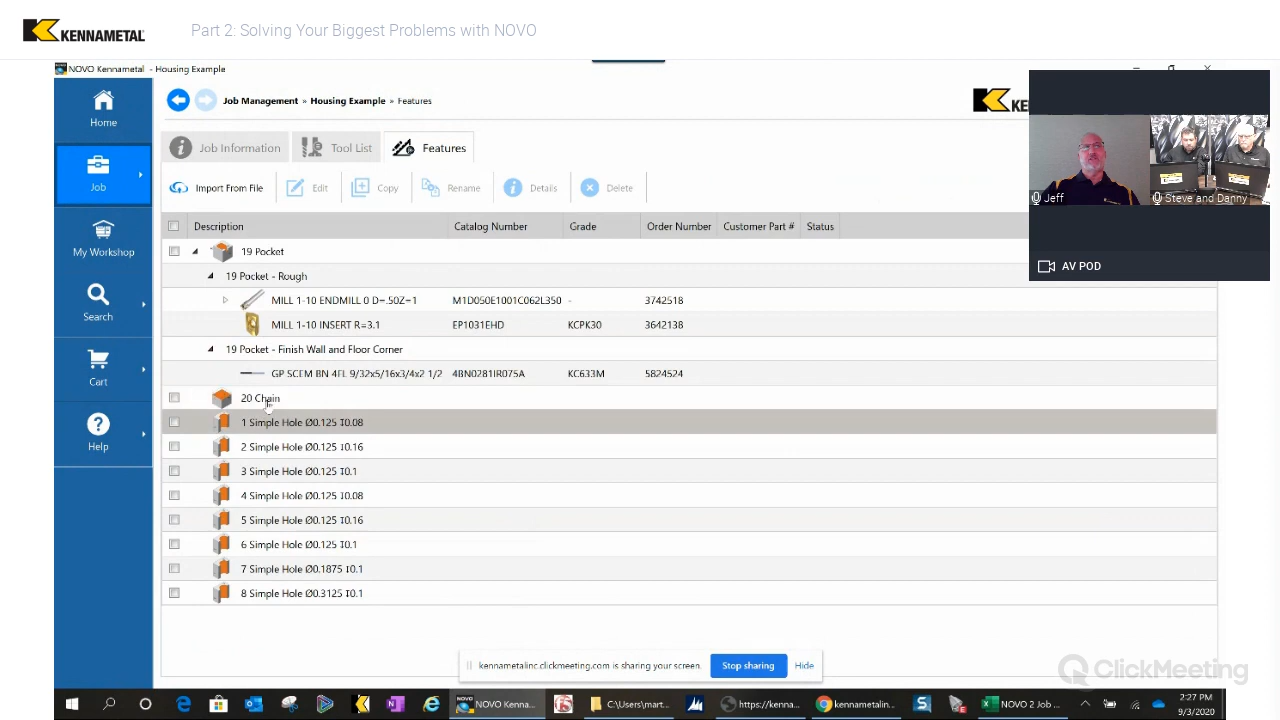 KENNAMETAL
Part 2: Solving Your Biggest Problems with NOVO
NOVO Kennametal - Housing Example
Home
Job
My Workshop
Search
Cart
Help
Job Management » Housing Example » Features
KE
Job Information
Tool List
Features
Import From File
Edit
Copy
Rename
Details
Delete
Description Catalog Number Grade Order Number Customer Part # Status
19 Pocket
19 Pocket - Rough
MILL 1-10 ENDMILL 0 D=.50Z=1 M1D050E1001C062L350 - 3742518
MILL 1-10 INSERT R=3.1 EP1031EHD KCPK30 3642138
19 Pocket - Finish Wall and Floor Corner
GP SCEM BN 4FL 9/32x5/16x3/4x2 1/2 4BN0281IR075A KC633M 5824524
20 Chain
1 Simple Hole Ø0.125 ↧0.08
2 Simple Hole Ø0.125 ↧0.16
3 Simple Hole Ø0.125 ↧0.1
4 Simple Hole Ø0.125 ↧0.08
5 Simple Hole Ø0.125 ↧0.16
6 Simple Hole Ø0.125 ↧0.1
7 Simple Hole Ø0.1875 ↧0.1
8 Simple Hole Ø0.3125 ↧0.1
Jeff
Steve and Danny
AV POD
kennametalinc.clickmeeting.com is sharing your screen.
Stop sharing
Hide
ClickMeeting
NOVO Kenna...
C:\Users\mart...
https://kenna...
kennametalin...
NOVO 2 Job ...
2:27 PM
9/3/2020